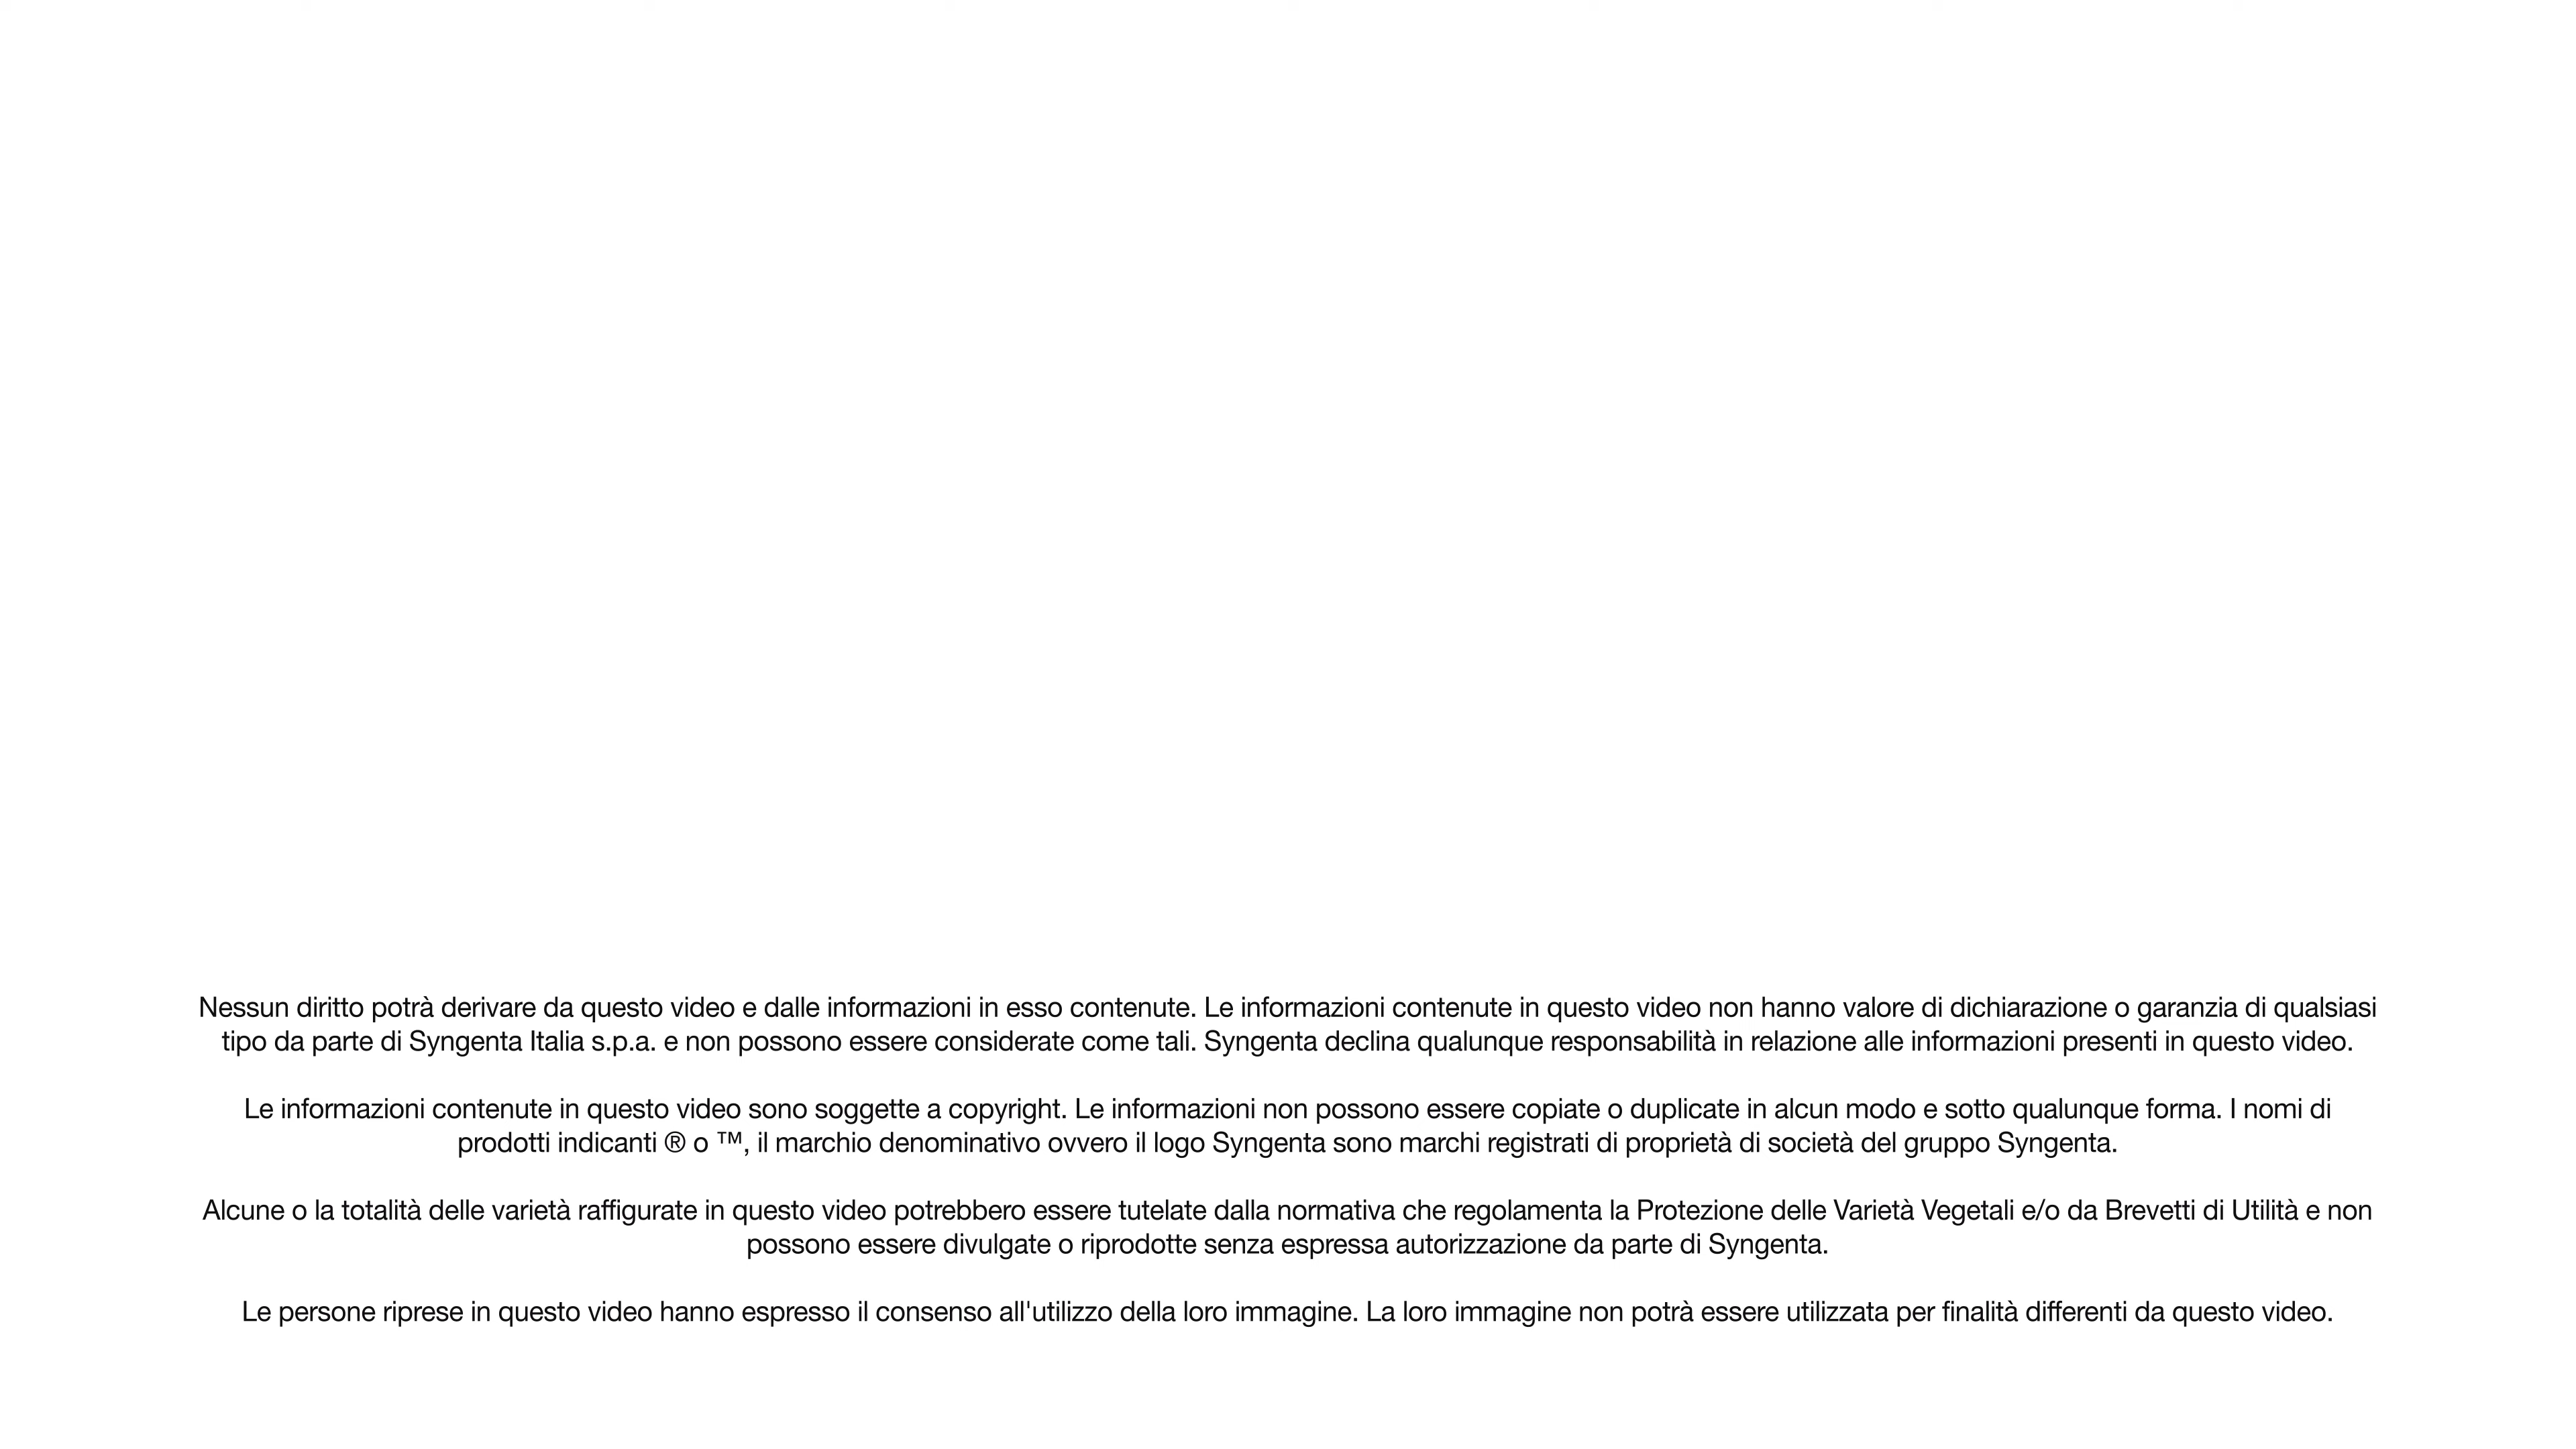 Nessun diritto potrà derivare da questo video e dalle informazioni in esso contenute. Le informazioni contenute in questo video non hanno valore di dichiarazione o garanzia di qualsiasi
tipo da parte di Syngenta Italia s.p.a. e non possono essere considerate come tali. Syngenta declina qualunque responsabilità in relazione alle informazioni presenti in questo video.
Le informazioni contenute in questo video sono soggette a copyright. Le informazioni non possono essere copiate o duplicate in alcun modo e sotto qualunque forma. I nomi di
prodotti indicanti ® o ™, il marchio denominativo ovvero il logo Syngenta sono marchi registrati di proprietà di società del gruppo Syngenta.
Alcune o la totalità delle varietà raffigurate in questo video potrebbero essere tutelate dalla normativa che regolamenta la Protezione delle Varietà Vegetali e/o da Brevetti di Utilità e non
possono essere divulgate o riprodotte senza espressa autorizzazione da parte di Syngenta.
Le persone riprese in questo video hanno espresso il consenso all'utilizzo della loro immagine. La loro immagine non potrà essere utilizzata per finalità differenti da questo video.